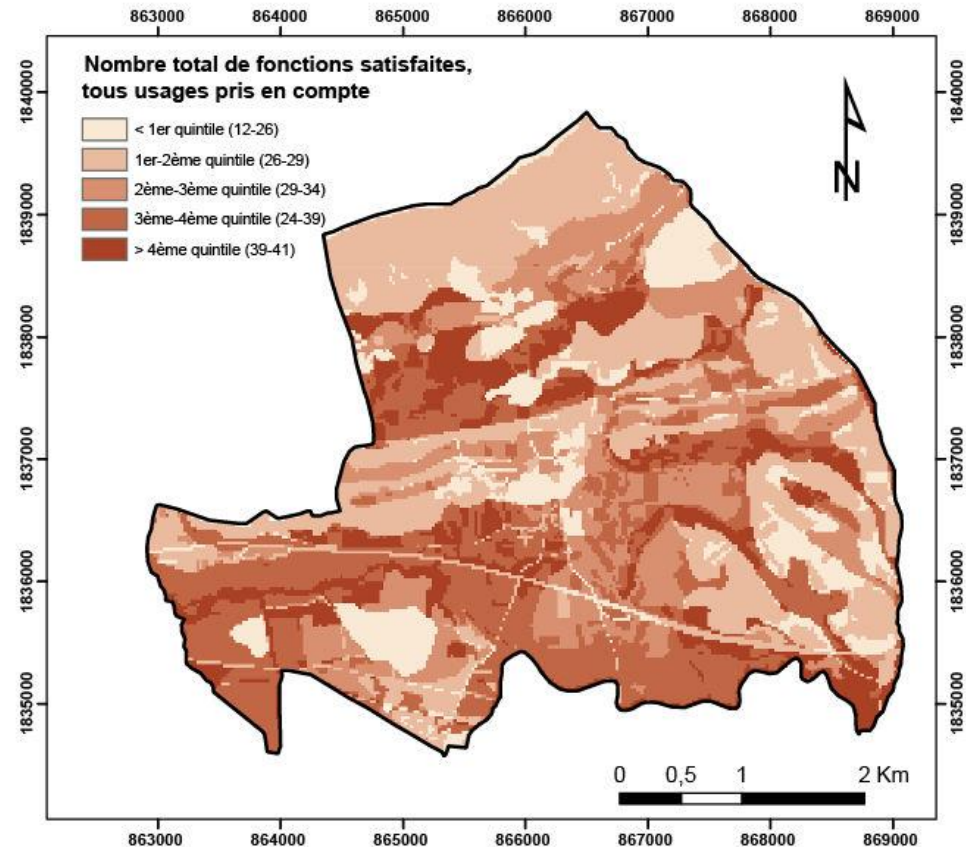 863000 864000 865000 866000 867000 868000 869000
Nombre total de fonctions satisfaites,
tous usages pris en compte
< 1er quintile (12-26)
1er-2ème quintile (26-29)
2ème-3ème quintile (29-34)
3ème-4ème quintile (24-39)
> 4ème quintile (39-41)
N
1840000
1839000
1838000
1837000
1836000
1835000
1840000
1839000
1838000
1837000
1836000
1835000
0 0,5 1 2 Km
863000 864000 865000 866000 867000 868000 869000